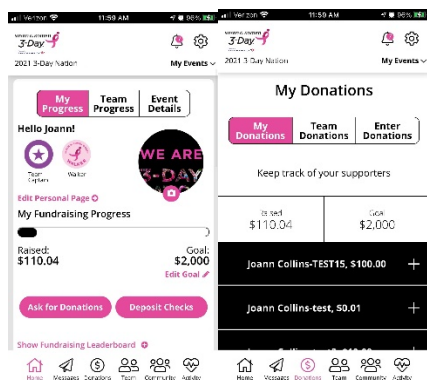 Verizon 11:59 AM 96%
3-Day
2021 3-Day Nation My Events
My Progress Team Progress Event Details
Hello Joann!
Team Captain
Walker
WE ARE
3-DAY
Edit Personal Page
My Fundraising Progress
Raised: Goal:
$110.04 $2,000
Edit Goal
Ask for Donations Deposit Checks
Show Fundraising Leaderboard
Home Messages Donations Team Community Activity
Verizon 11:59 AM 96%
3-Day
2021 3-Day Nation My Events
My Donations
My Donations Team Donations Enter Donations
Keep track of your supporters
Raised Goal
$110.04 $2,000
Joann Collins-TEST15, $100.00
Joann Collins-test, $0.01
Home Messages Donations Team Community Activity